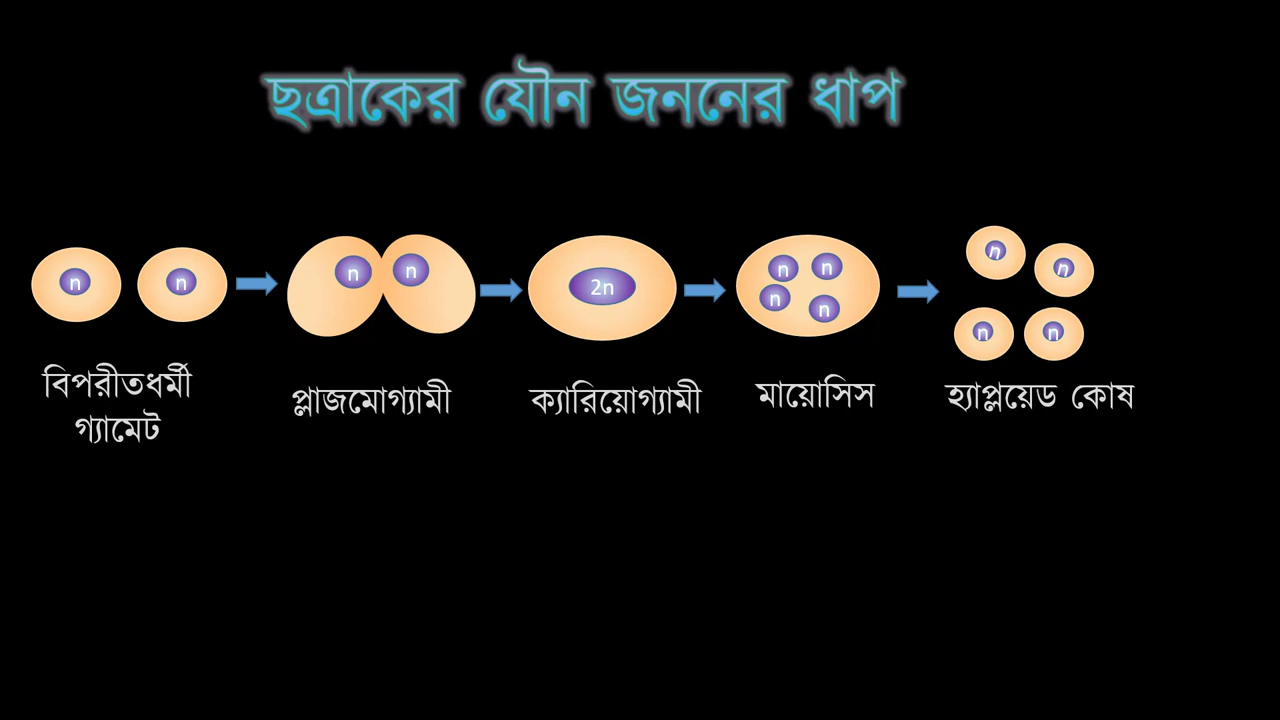 ছত্রাকের যৌন জননের ধাপ
n n n n 2n n n n n n n n n
বিপরীতধর্মী গ্যামেট
প্লাজমোগ্যামী
ক্যারিয়োগ্যামী
মায়োসিস
হ্যাপ্লয়েড কোষ